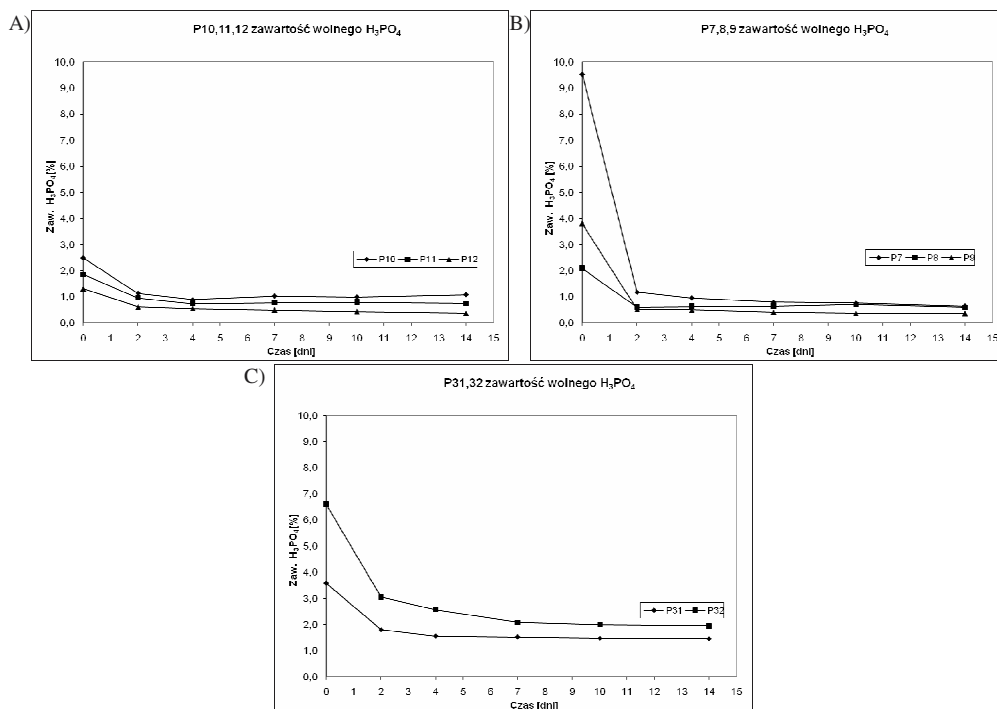 A)
P10,11,12 zawartość wolnego H₃PO₄
Zaw. H₃PO₄ [%]
10,0
9,0
8,0
7,0
6,0
5,0
4,0
3,0
2,0
1,0
0,0
P10 P11 P12
0 1 2 3 4 5 6 7 8 9 10 11 12 13 14 15
Czas [dni]
B)
P7,8,9 zawartość wolnego H₃PO₄
Zaw. H₃PO₄ [%]
10,0
9,0
8,0
7,0
6,0
5,0
4,0
3,0
2,0
1,0
0,0
P7 P8 P9
0 1 2 3 4 5 6 7 8 9 10 11 12 13 14 15
Czas [dni]
C)
P31,32 zawartość wolnego H₃PO₄
Zaw. H₃PO₄ [%]
10,0
9,0
8,0
7,0
6,0
5,0
4,0
3,0
2,0
1,0
0,0
P31 P32
0 1 2 3 4 5 6 7 8 9 10 11 12 13 14 15
Czas [dni]